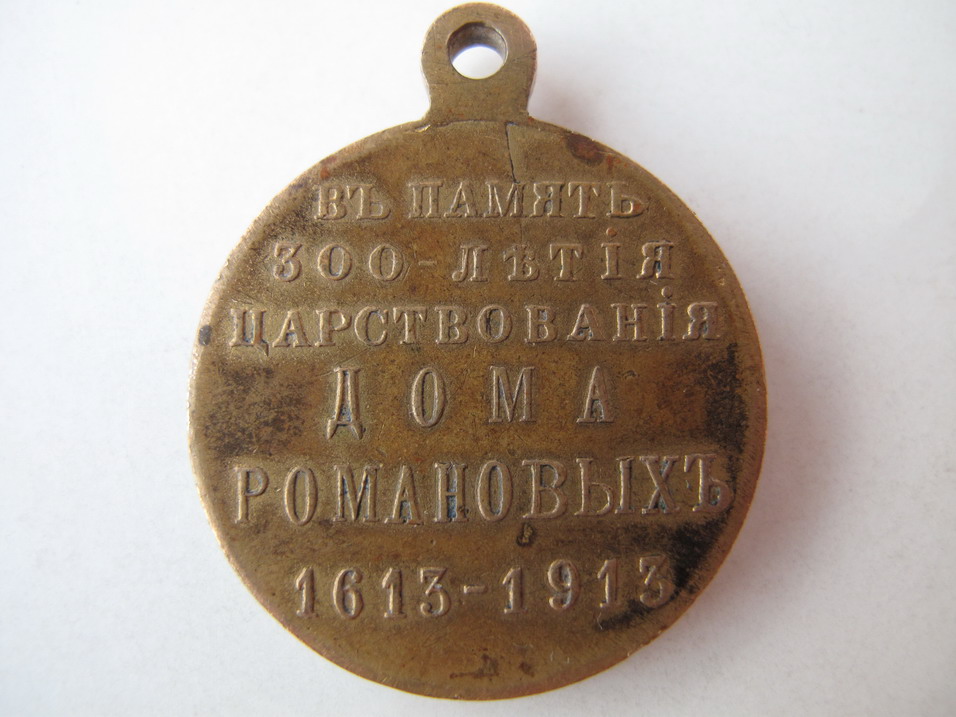 ВЪ ПАМЯТЬ
300-ЛѢТІЯ
ЦАРСТВОВАНІЯ
ДОМА
РОМАНОВЫХЪ
1613-1913